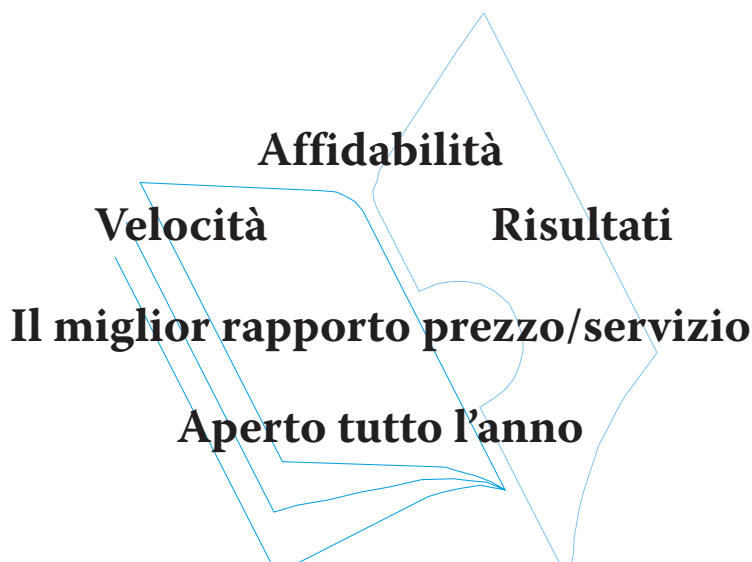 Affidabilità
Velocità Risultati
Il miglior rapporto prezzo/servizio
Aperto tutto l’anno